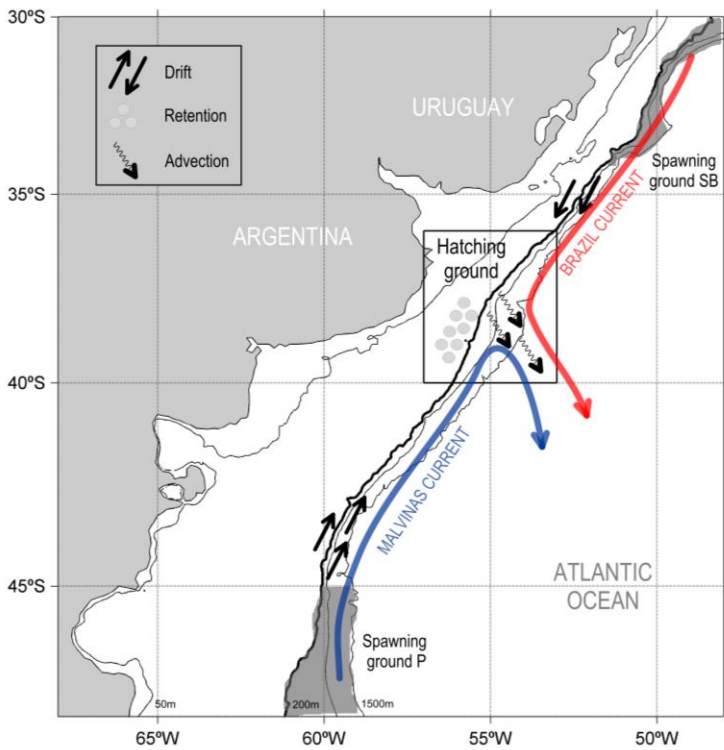 30ºS
35ºS
40ºS
45ºS
65ºW
60ºW
55ºW
50ºW
Drift
Retention
Advection
URUGUAY
ARGENTINA
Spawning
ground SB
Hatching
ground
BRAZIL CURRENT
MALVINAS CURRENT
ATLANTIC
OCEAN
Spawning
ground P
50m
200m
1500m